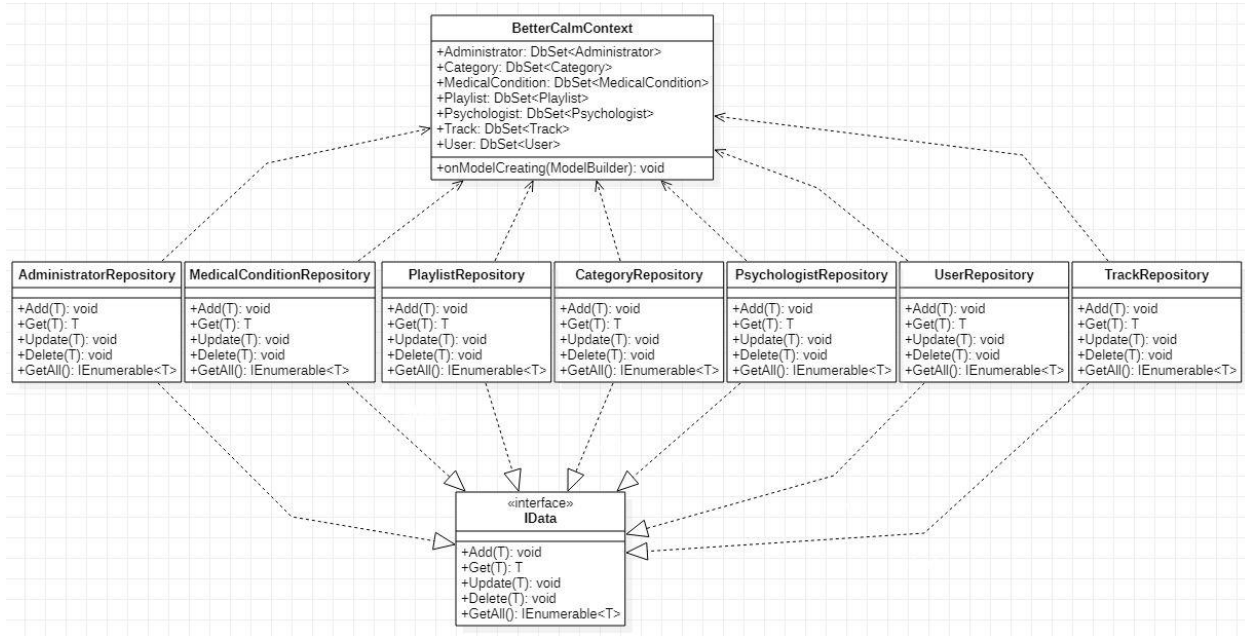 BetterCalmContext
+Administrator: DbSet<Administrator>
+Category: DbSet<Category>
+MedicalCondition: DbSet<MedicalCondition>
+Playlist: DbSet<Playlist>
+Psychologist: DbSet<Psychologist>
+Track: DbSet<Track>
+User: DbSet<User>
+onModelCreating(ModelBuilder): void
AdministratorRepository
+Add(T): void
+Get(T): T
+Update(T): void
+Delete(T): void
+GetAll(): IEnumerable<T>
MedicalConditionRepository
+Add(T): void
+Get(T): T
+Update(T): void
+Delete(T): void
+GetAll(): IEnumerable<T>
PlaylistRepository
+Add(T): void
+Get(T): T
+Update(T): void
+Delete(T): void
+GetAll(): IEnumerable<T>
CategoryRepository
+Add(T): void
+Get(T): T
+Update(T): void
+Delete(T): void
+GetAll(): IEnumerable<T>
PsychologistRepository
+Add(T): void
+Get(T): T
+Update(T): void
+Delete(T): void
+GetAll(): IEnumerable<T>
UserRepository
+Add(T): void
+Get(T): T
+Update(T): void
+Delete(T): void
+GetAll(): IEnumerable<T>
TrackRepository
+Add(T): void
+Get(T): T
+Update(T): void
+Delete(T): void
+GetAll(): IEnumerable<T>
«interface»
IData
+Add(T): void
+Get(T): T
+Update(T): void
+Delete(T): void
+GetAll(): IEnumerable<T>